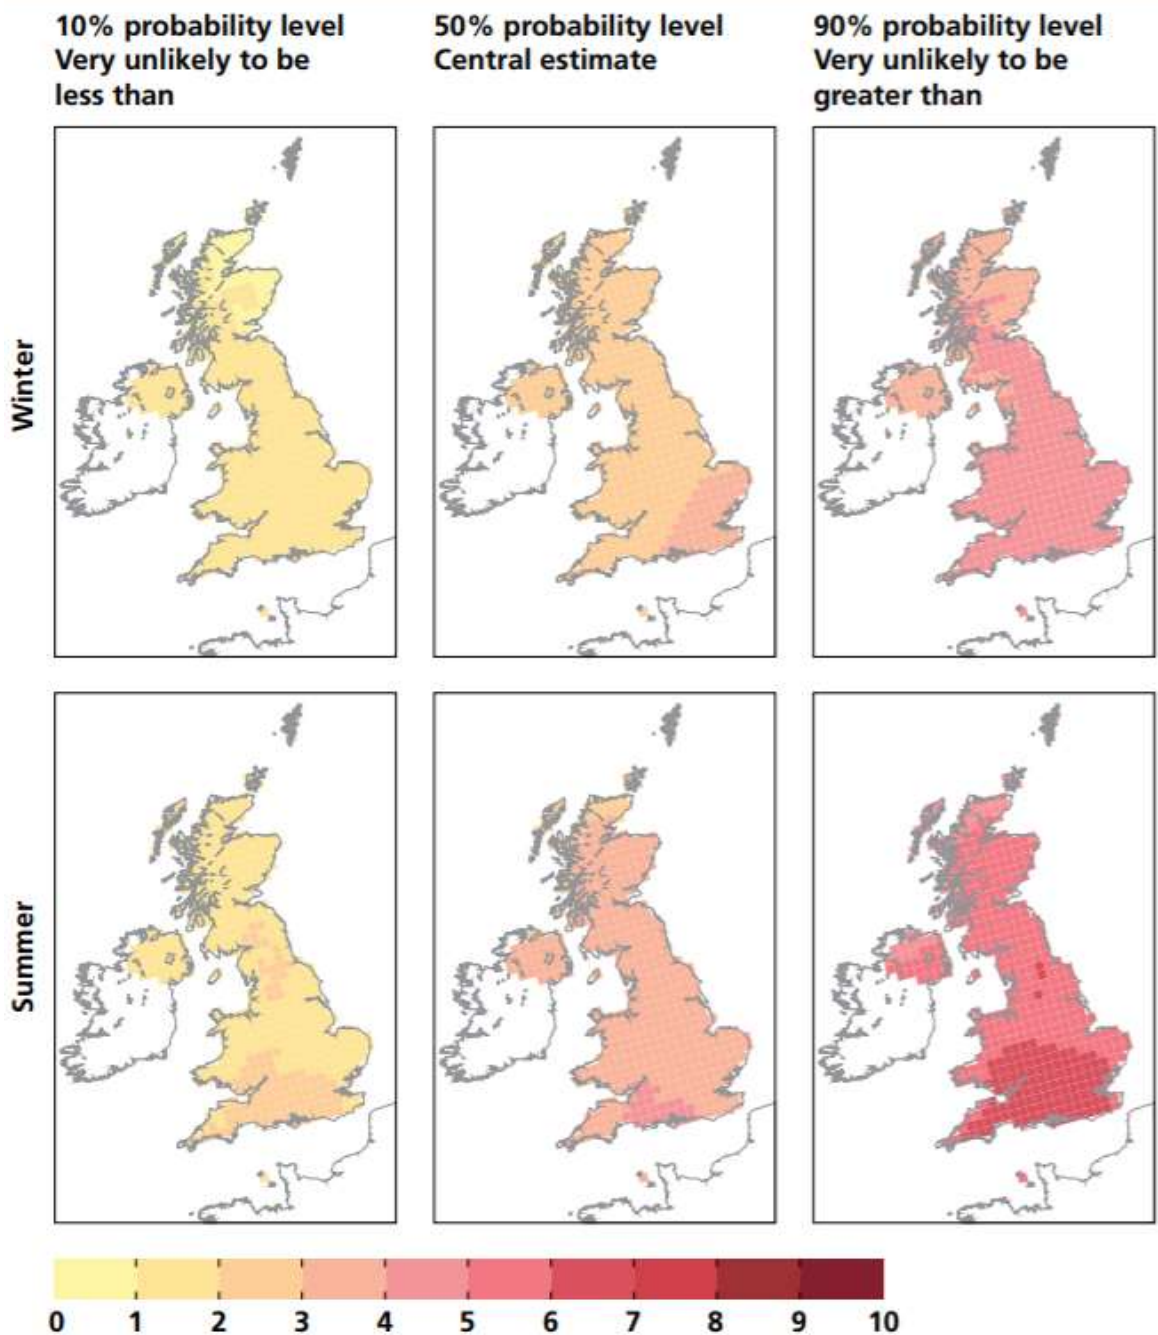 10% probability level
Very unlikely to be
less than
50% probability level
Central estimate
90% probability level
Very unlikely to be
greater than
Winter
Summer
0 1 2 3 4 5 6 7 8 9 10